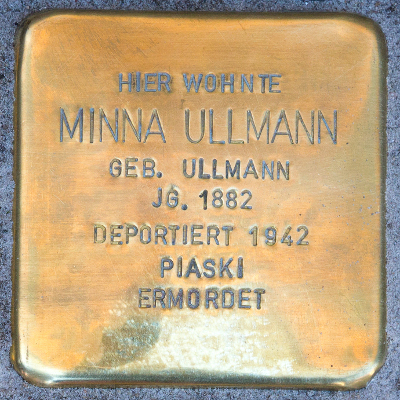 HIER WOHNTE
MINNA ULLMANN
GEB. ULLMANN
JG. 1882
DEPORTIERT 1942
PIASKI
ERMORDET